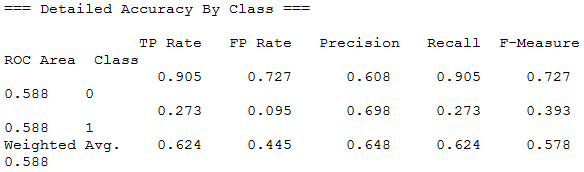 === Detailed Accuracy By Class ===
TP Rate FP Rate Precision Recall F-Measure
ROC Area Class
0.905 0.727 0.608 0.905 0.727
0.588 0
0.273 0.095 0.698 0.273 0.393
0.588 1
Weighted Avg. 0.624 0.445 0.648 0.624 0.578
0.588